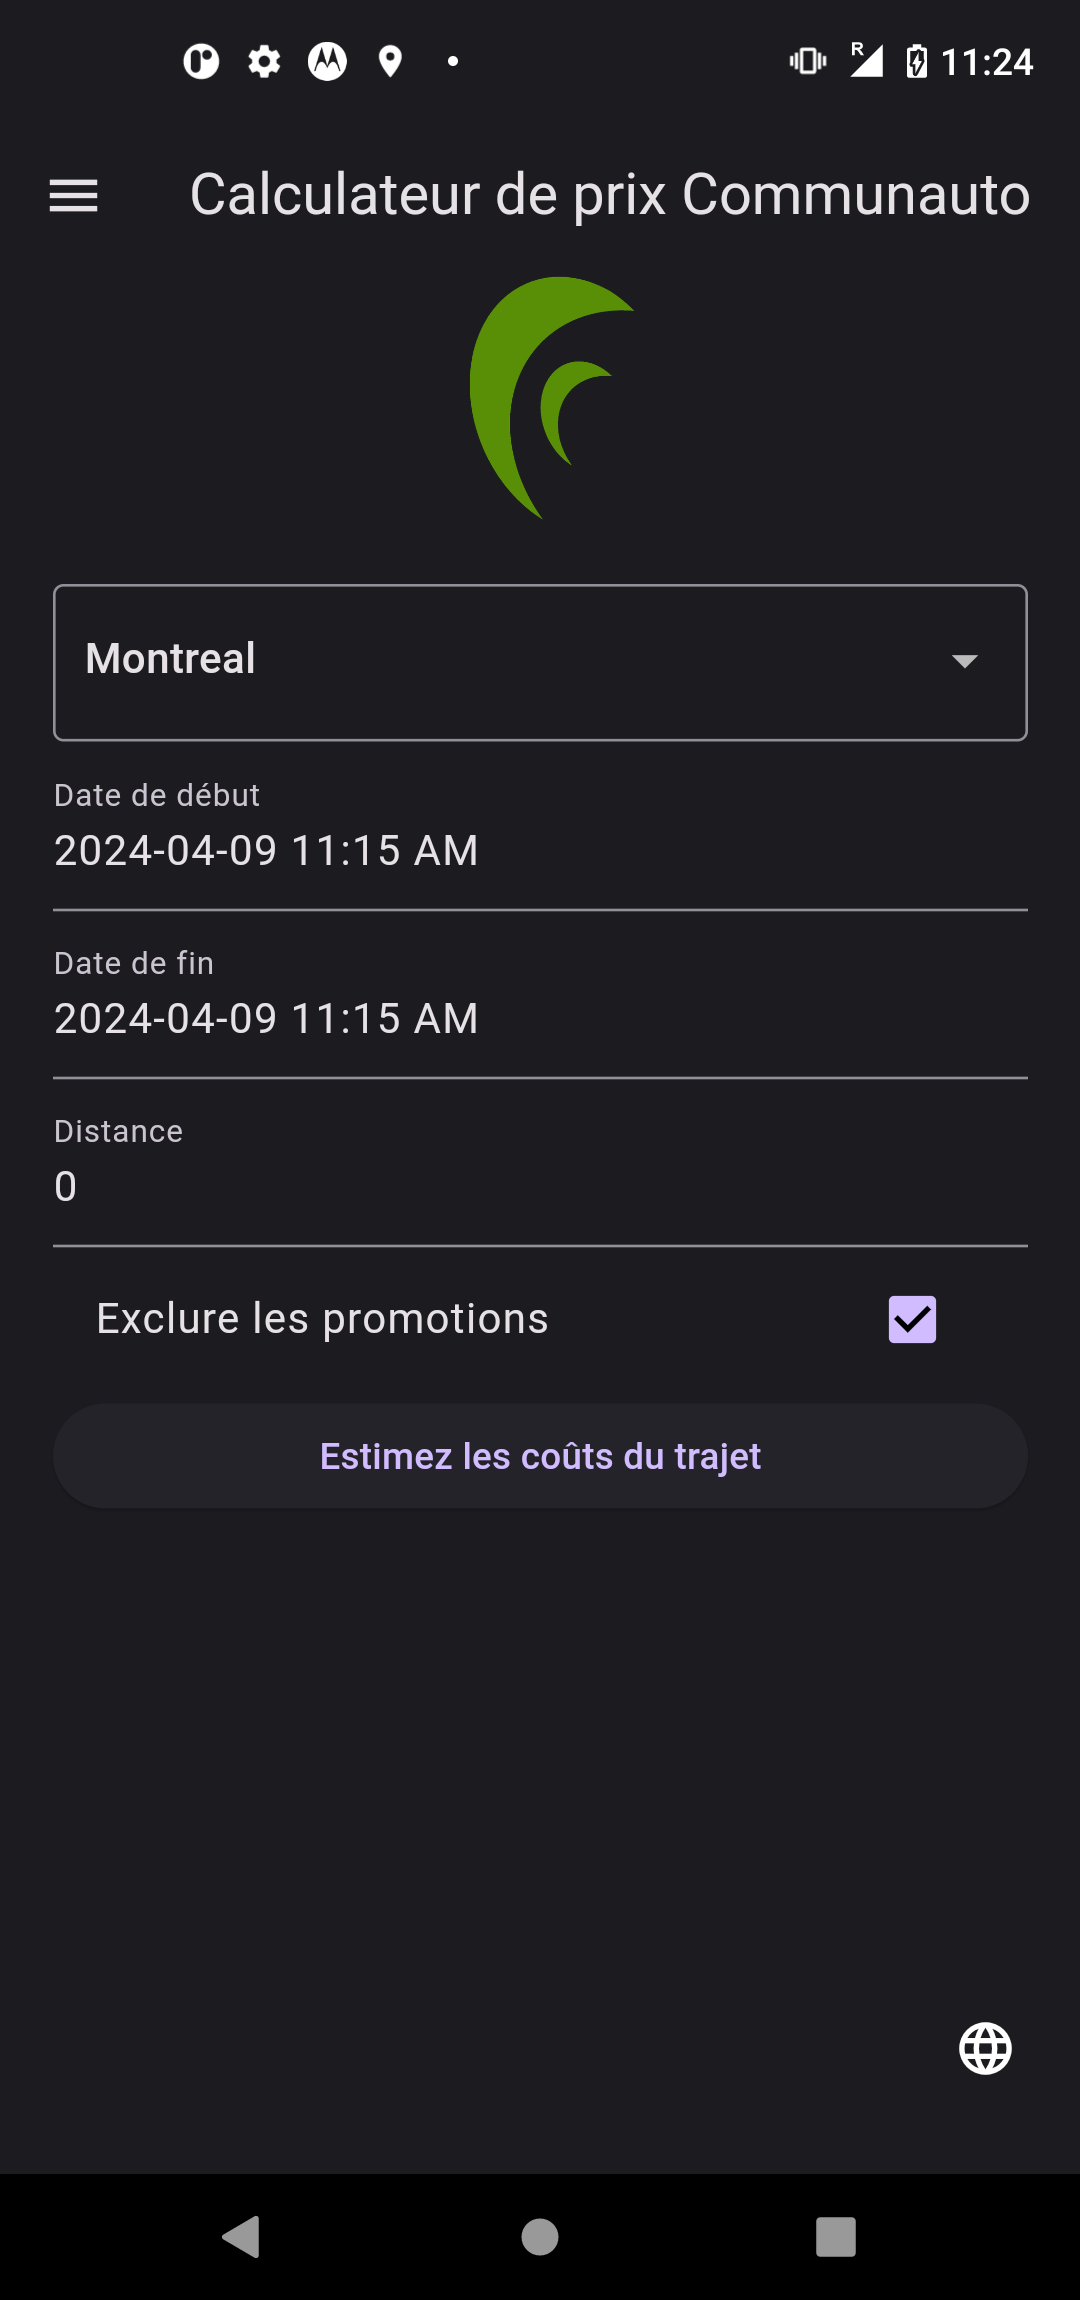 R 11:24
Calculateur de prix Communauto
Montreal
Date de début
2024-04-09 11:15 AM
Date de fin
2024-04-09 11:15 AM
Distance
0
Exclure les promotions
Estimez les coûts du trajet